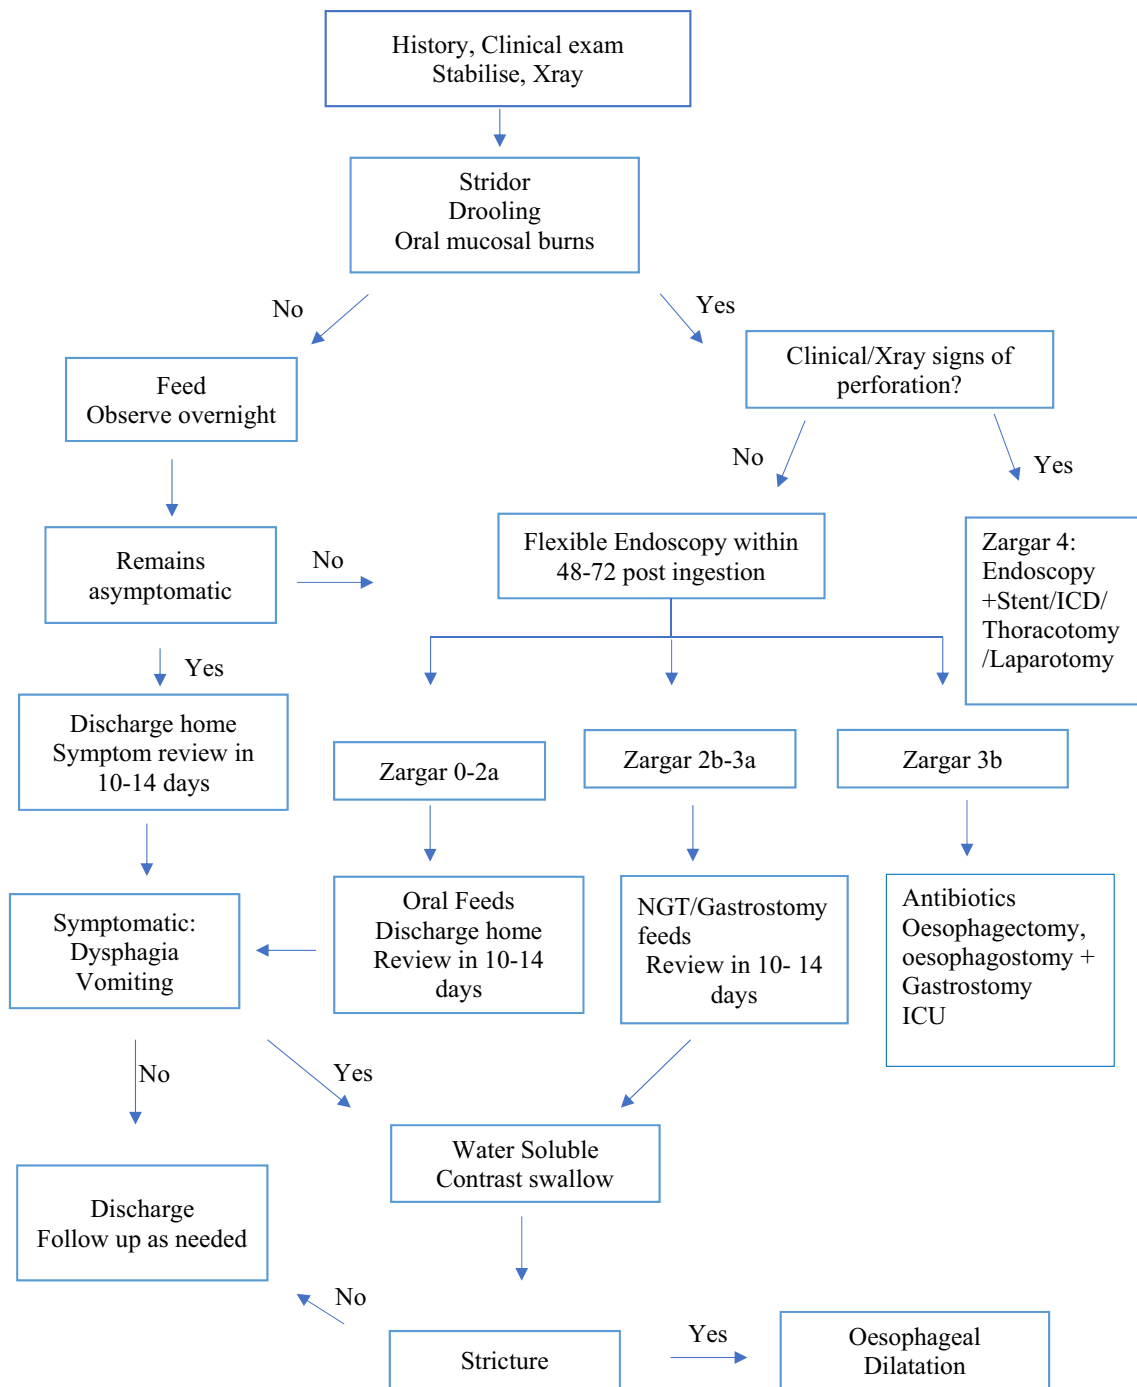 History, Clinical exam
Stabilise, Xray
Stridor
Drooling
Oral mucosal burns
No
Yes
Feed
Observe overnight
Clinical/Xray signs of
perforation?
No
Yes
Remains
asymptomatic
No
Flexible Endoscopy within
48-72 post ingestion
Zargar 4:
Endoscopy
+Stent/ICD/
Thoracotomy
/Laparotomy
Yes
Discharge home
Symptom review in
10-14 days
Zargar 0-2a
Zargar 2b-3a
Zargar 3b
Symptomatic:
Dysphagia
Vomiting
Oral Feeds
Discharge home
Review in 10-14
days
NGT/Gastrostomy
feeds
Review in 10- 14
days
Antibiotics
Oesophagectomy,
oesophagostomy +
Gastrostomy
ICU
No
Yes
Water Soluble
Contrast swallow
Discharge
Follow up as needed
No
Stricture
Yes
Oesophageal
Dilatation